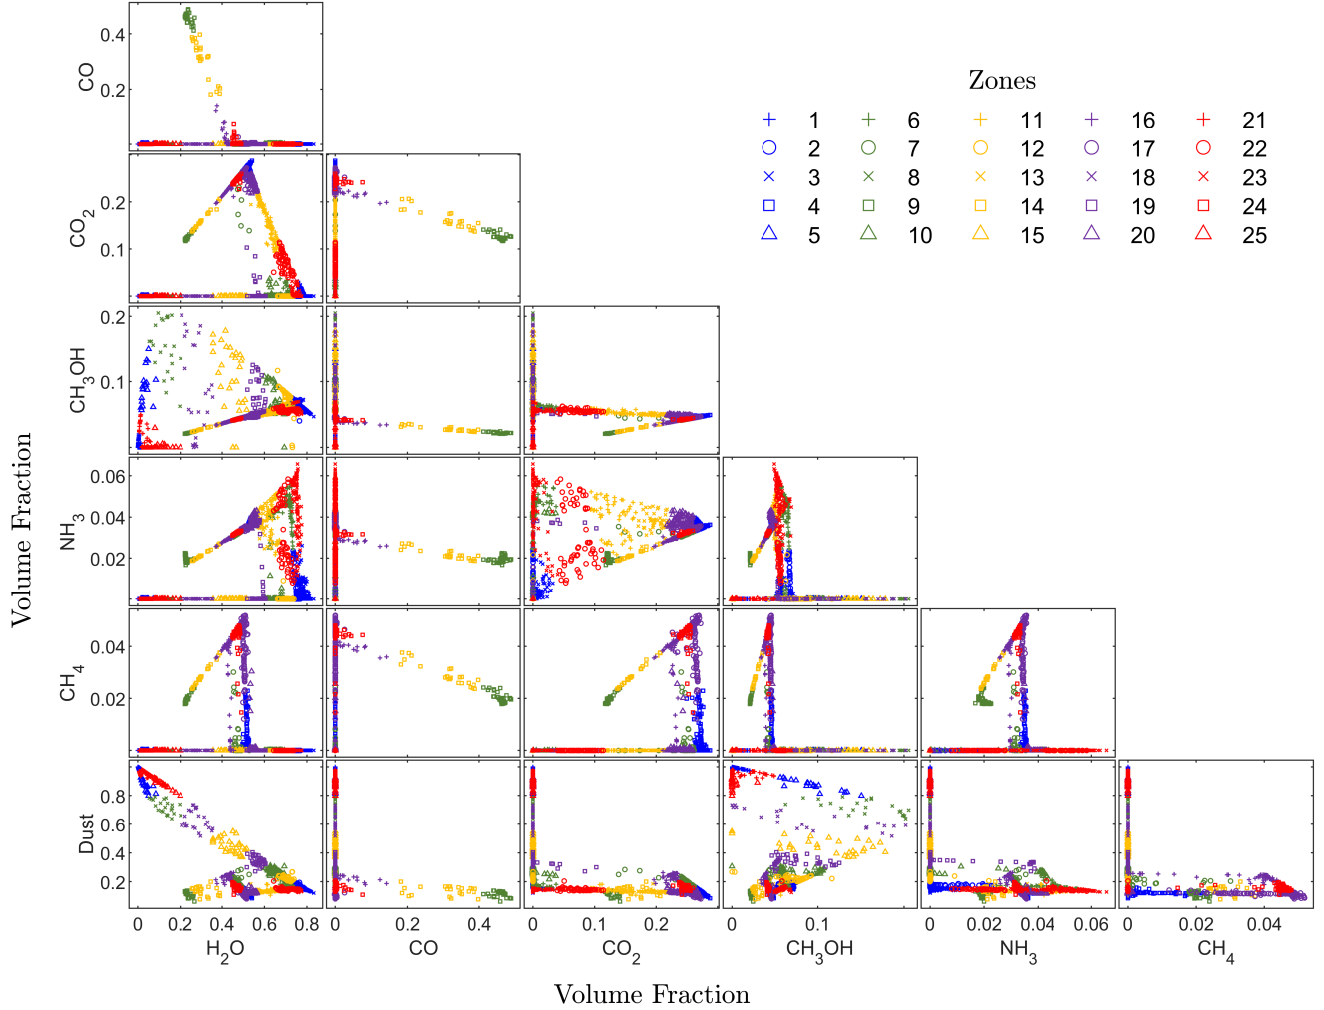 Zones
1 6 11 16 21
2 7 12 17 22
3 8 13 18 23
4 9 14 19 24
5 10 15 20 25
CO
0.4
0.2
CO2
0.2
0.1
CH3OH
0.2
0.1
NH3
0.06
0.04
0.02
CH4
0.04
0.02
Dust
0.8
0.6
0.4
0.2
Volume Fraction
0 0.2 0.4 0.6 0.8
0 0.2 0.4
0 0.1 0.2
0 0.1
0 0.02 0.04 0.06
0 0.02 0.04
H2O CO CO2 CH3OH NH3 CH4
Volume Fraction